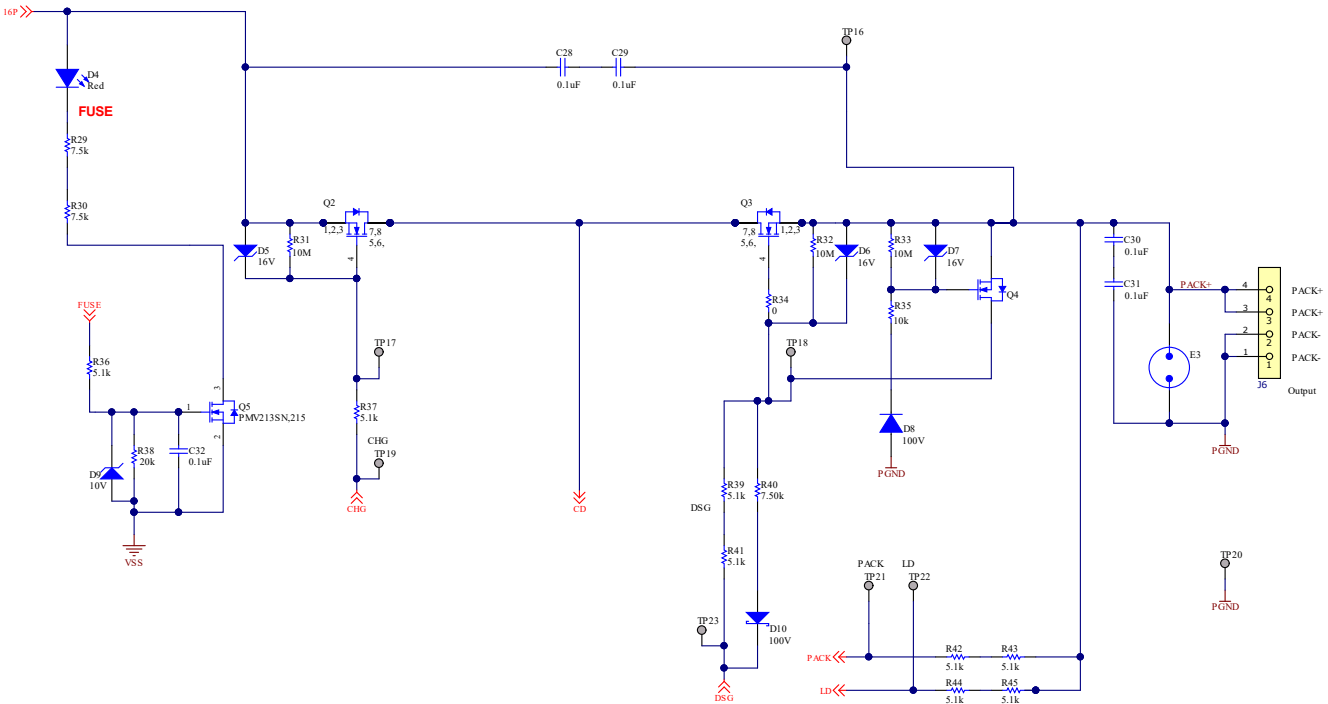 16P
TP16
C28
C29
0.1uF
0.1uF
D4
Red
FUSE
R29
7.5k
R30
7.5k
Q2
1,2,3
7,8
5,6,
4
D5
16V
R31
10M
Q3
7,8
5,6,
1,2,3
4
R32
10M
D6
16V
R33
10M
D7
16V
Q4
R34
0
R35
10k
C30
0.1uF
C31
0.1uF
PACK+
4
4
PACK+
3
3
PACK+
2
2
PACK-
1
1
PACK-
J6
Output
E3
PGND
FUSE
R36
5.1k
3
1
Q5
PMV213SN,215
2
R38
20k
C32
0.1uF
D9
10V
VSS
TP17
R37
5.1k
CHG
TP19
CHG
CD
TP18
D8
100V
PGND
R39
5.1k
R40
7.50k
DSG
R41
5.1k
TP23
D10
100V
DSG
PACK
TP21
LD
TP22
PACK
R42
5.1k
R43
5.1k
LD
R44
5.1k
R45
5.1k
TP20
PGND